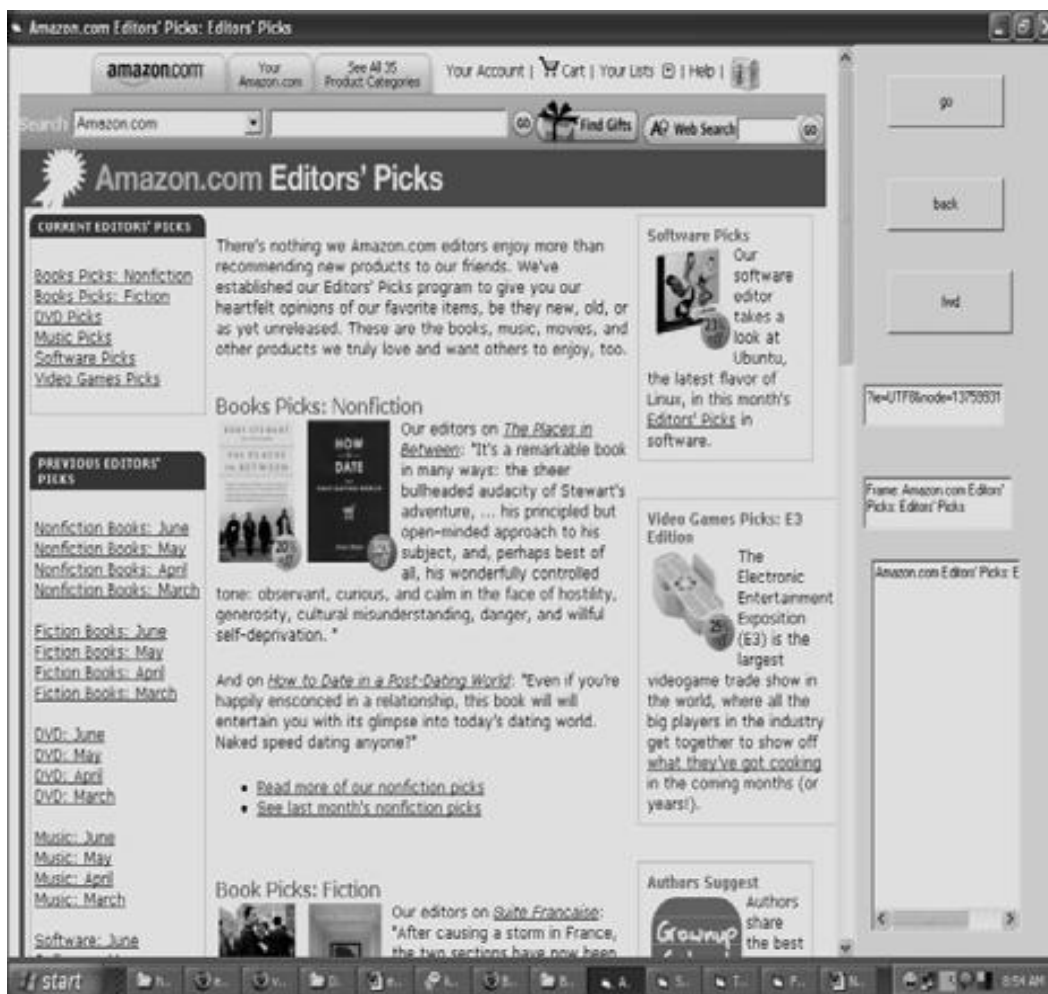 Amazon.com Editors' Picks: Editors' Picks
amazon.com
Your
Amazon.com
See All 35
Product Categories
Your Account | Cart | Your Lists | Help |
Search Amazon.com GO Find Gifts A9 Web Search GO
Amazon.com Editors' Picks
CURRENT EDITORS' PICKS
Books Picks: Nonfiction
Books Picks: Fiction
DVD Picks
Music Picks
Software Picks
Video Games Picks
PREVIOUS EDITORS'
PICKS
Nonfiction Books: June
Nonfiction Books: May
Nonfiction Books: April
Nonfiction Books: March
Fiction Books: June
Fiction Books: May
Fiction Books: April
Fiction Books: March
DVD: June
DVD: May
DVD: April
DVD: March
Music: June
Music: May
Music: April
Music: March
Software: June
There's nothing we Amazon.com editors enjoy more than
recommending new products to our friends. We've
established our Editors' Picks program to give you our
heartfelt opinions of our favorite items, be they new, old, or
as yet unreleased. These are the books, music, movies, and
other products we truly love and want others to enjoy, too.
Books Picks: Nonfiction
HOW
DATE
20%
Our editors on The Places in
Between: "It's a remarkable book
in many ways: the sheer
bullheaded audacity of Stewart's
adventure, ... his principled but
open-minded approach to his
subject, and, perhaps best of
all, his wonderfully controlled
tone: observant, curious, and calm in the face of hostility,
generosity, cultural misunderstanding, danger, and willful
self-deprivation. "
And on How to Date in a Post-Dating World: "Even if you're
happily ensconced in a relationship, this book will will
entertain you with its glimpse into today's dating world.
Naked speed dating anyone?"
• Read more of our nonfiction picks
• See last month's nonfiction picks
Book Picks: Fiction
Our editors on Suite Francaise:
"After causing a storm in France,
the two sections have now been
Software Picks
Our
software
editor
takes a
look at
Ubuntu,
the latest flavor of
Linux, in this month's
Editors' Picks in
software.
Video Games Picks: E3
Edition
25%
The
Electronic
Entertainment
Exposition
(E3) is the
largest
videogame trade show in
the world, where all the
big players in the industry
get together to show off
what they've got cooking
in the coming months (or
years!).
Authors Suggest
Grownup
Authors
share
the best
go
back
fwd
?ie=UTF8&node=13759931
Frame: Amazon.com Editors'
Picks: Editors' Picks
Amazon.com Editors' Picks: E
start
8:54 AM